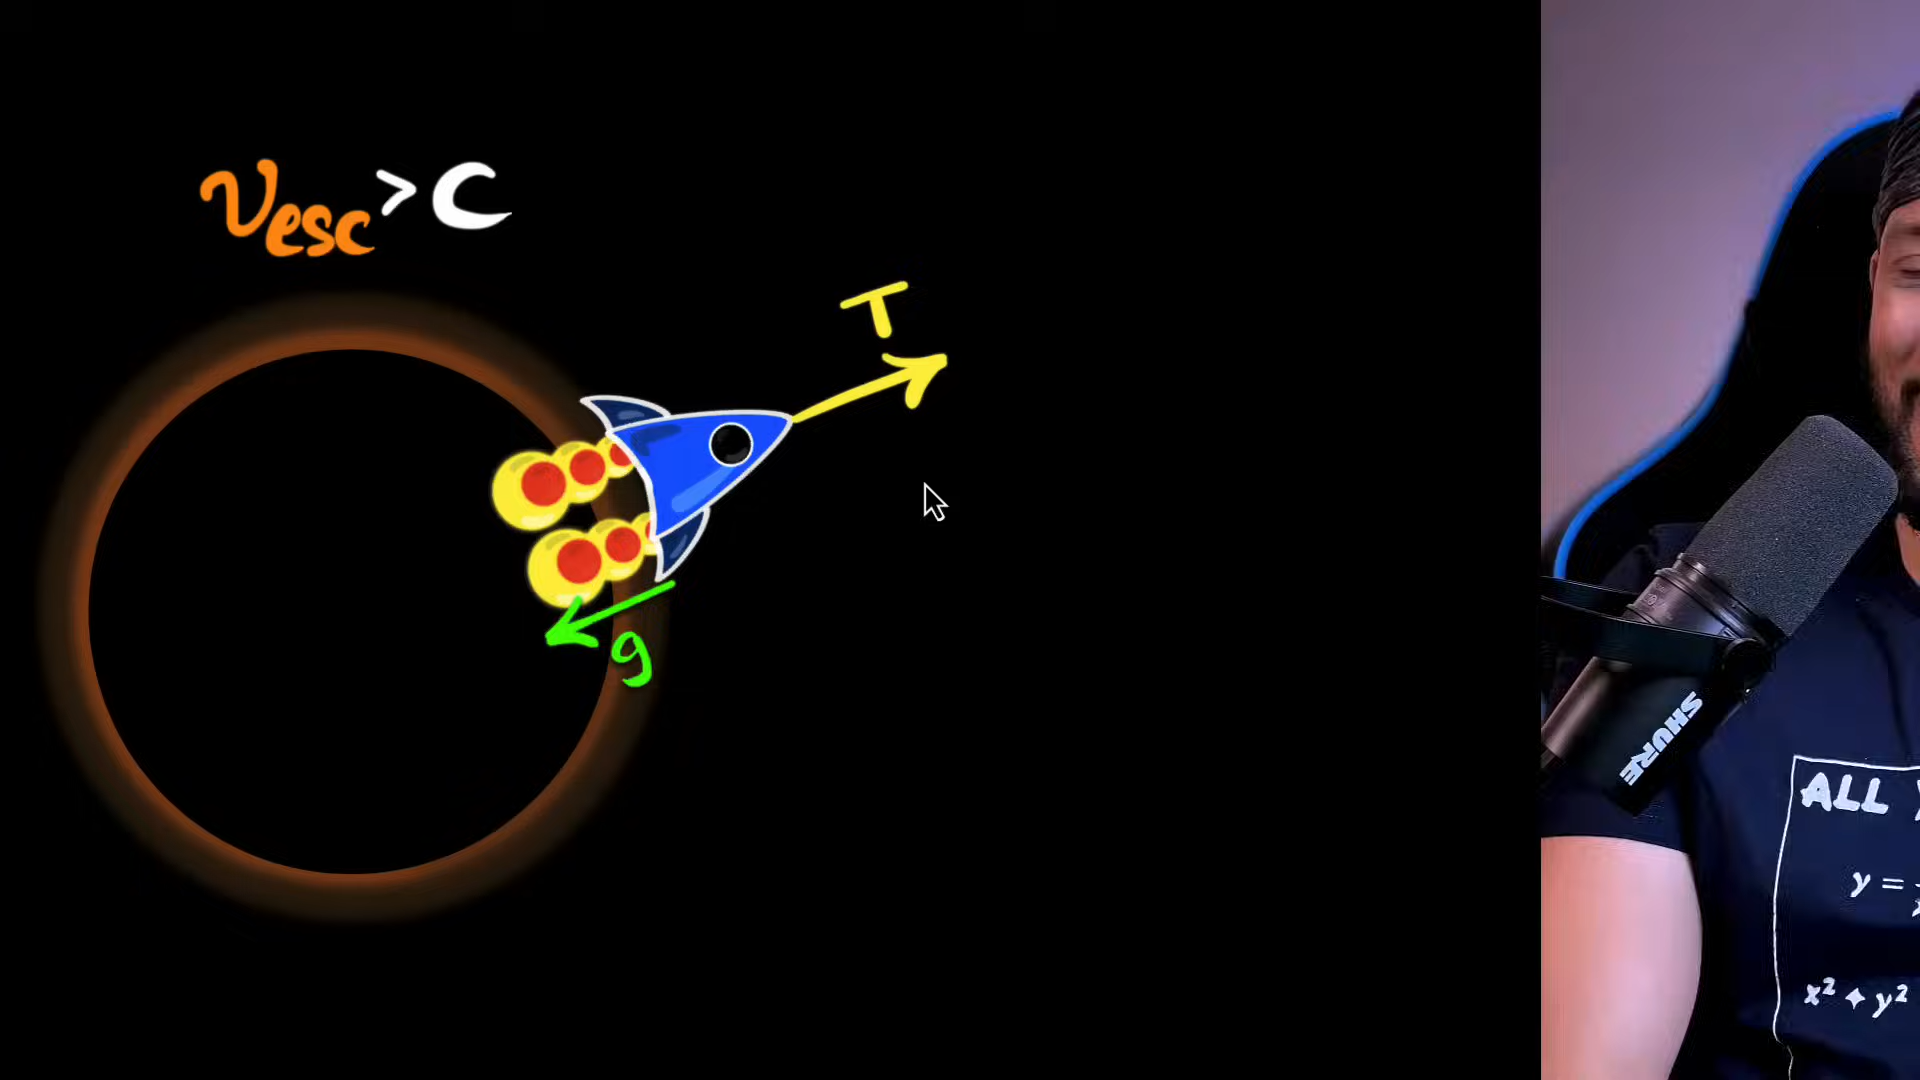 Vesc > C
T
g
SHURE
ALL
y =
x² + y²